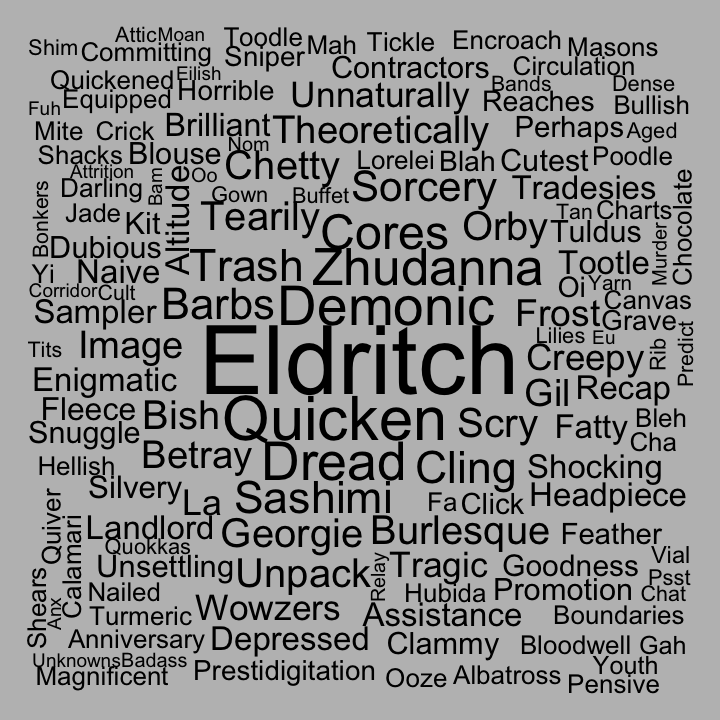 Shim
Attic
Moan
Toodle
Mah
Tickle
Encroach
Masons
Committing
Sniper
Contractors
Circulation
Quickened
Eilish
Bands
Dense
Fuh
Equipped
Horrible
Unnaturally
Reaches
Bullish
Mite
Crick
Brilliant
Theoretically
Perhaps
Aged
Nom
Shacks
Blouse
Chetty
Lorelei
Blah
Cutest
Poodle
Attrition
Oo
Darling
Bam
Altitude
Gown
Buffet
Sorcery
Tradesies
Bonkers
Jade
Kit
Tearily
Cores
Orby
Tan
Charts
Chocolate
Tuldus
Murder
Dubious
Yi
Naive
Trash
Zhudanna
Tootle
Oi
Yarn
Corridor
Cult
Sampler
Barbs
Demonic
Frost
Canvas
Grave
Tits
Image
Eldritch
Lilies
Eu
Creepy
Rib
Predict
Enigmatic
Gil
Recap
Fleece
Bish
Quicken
Scry
Fatty
Bleh
Snuggle
Cha
Hellish
Betray
Dread
Cling
Shocking
Silvery
La
Sashimi
Fa
Click
Headpiece
Quiver
Calamari
Landlord
Georgie
Burlesque
Feather
Quokkas
Unsettling
Unpack
Relay
Tragic
Goodness
Vial
Psst
Shears
Anx
Nailed
Hubida
Promotion
Chat
Turmeric
Wowzers
Assistance
Boundaries
Anniversary
Depressed
Clammy
Bloodwell
Gah
Unknowns
Badass
Magnificent
Prestidigitation
Ooze
Albatross
Youth
Pensive